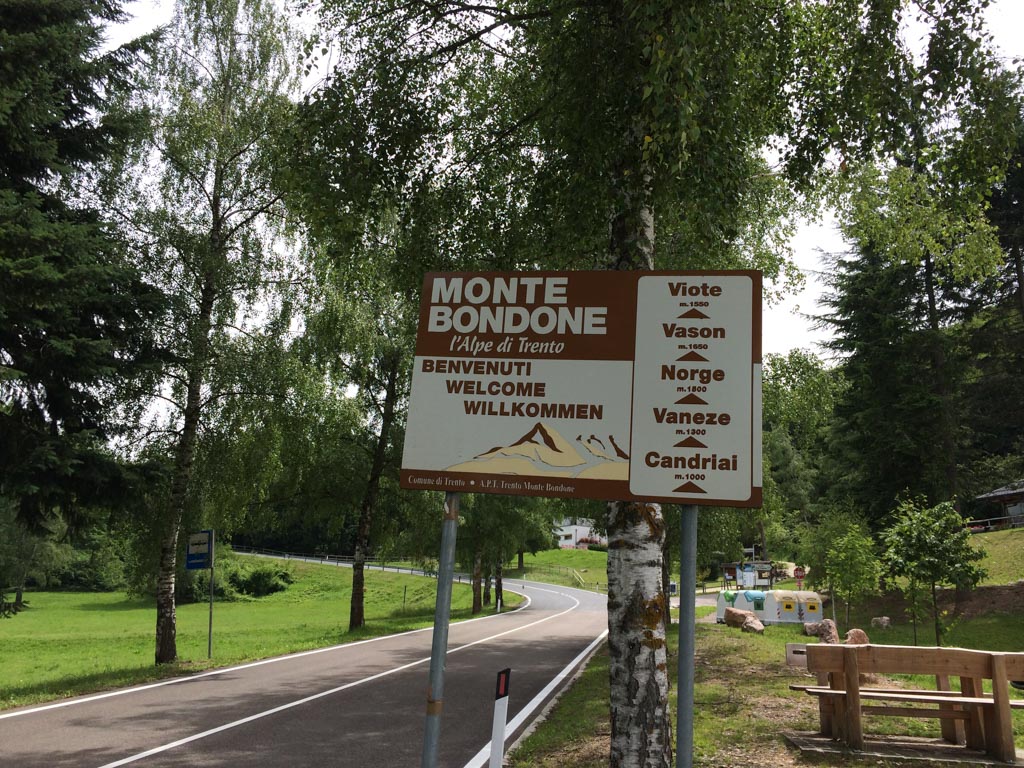 MONTE
BONDONE
l'Alpe di Trento
BENVENUTI
WELCOME
WILLKOMMEN
Comune di Trento • A.P.T. Trento Monte Bondone
Viote
m.1550
Vason
m.1650
Norge
m.1500
Vaneze
m.1300
Candriai
m.1000